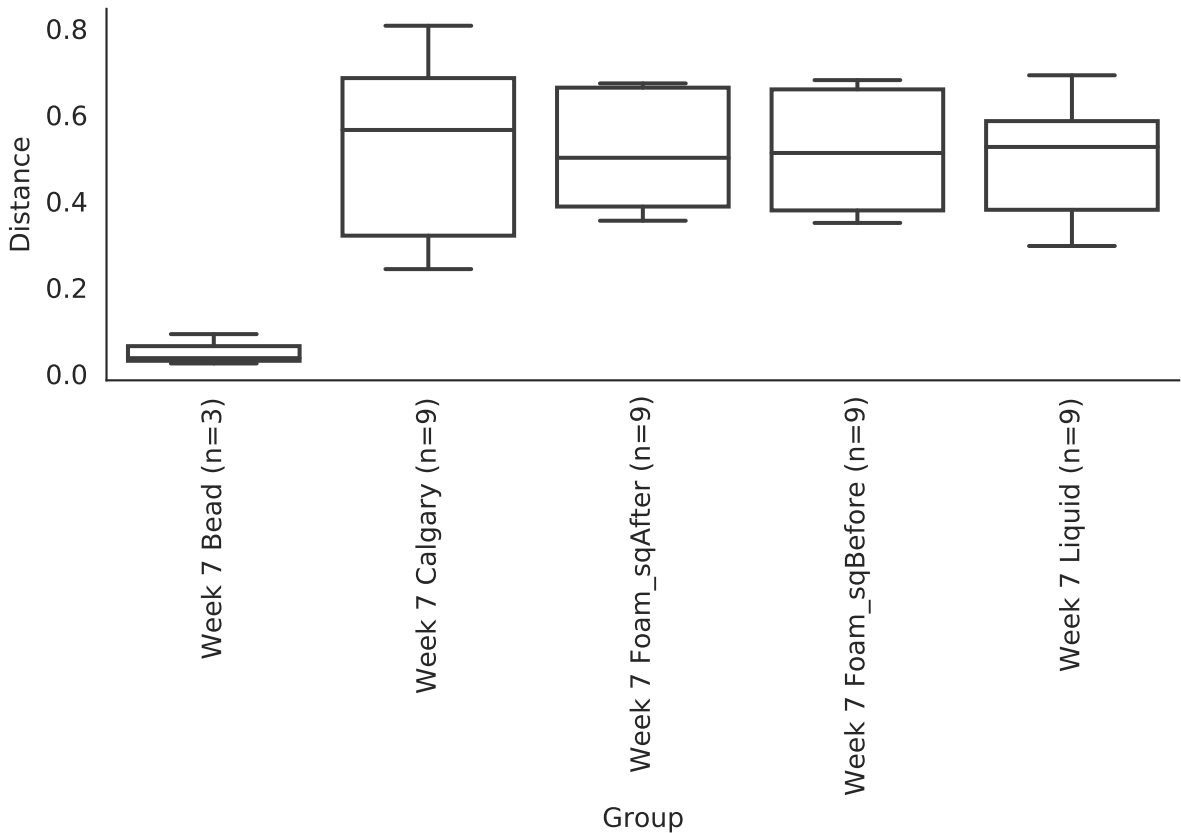 0.8
0.6
0.4
0.2
0.0
Distance
Week 7 Bead (n=3)
Week 7 Calgary (n=9)
Week 7 Foam_sqAfter (n=9)
Week 7 Foam_sqBefore (n=9)
Week 7 Liquid (n=9)
Group